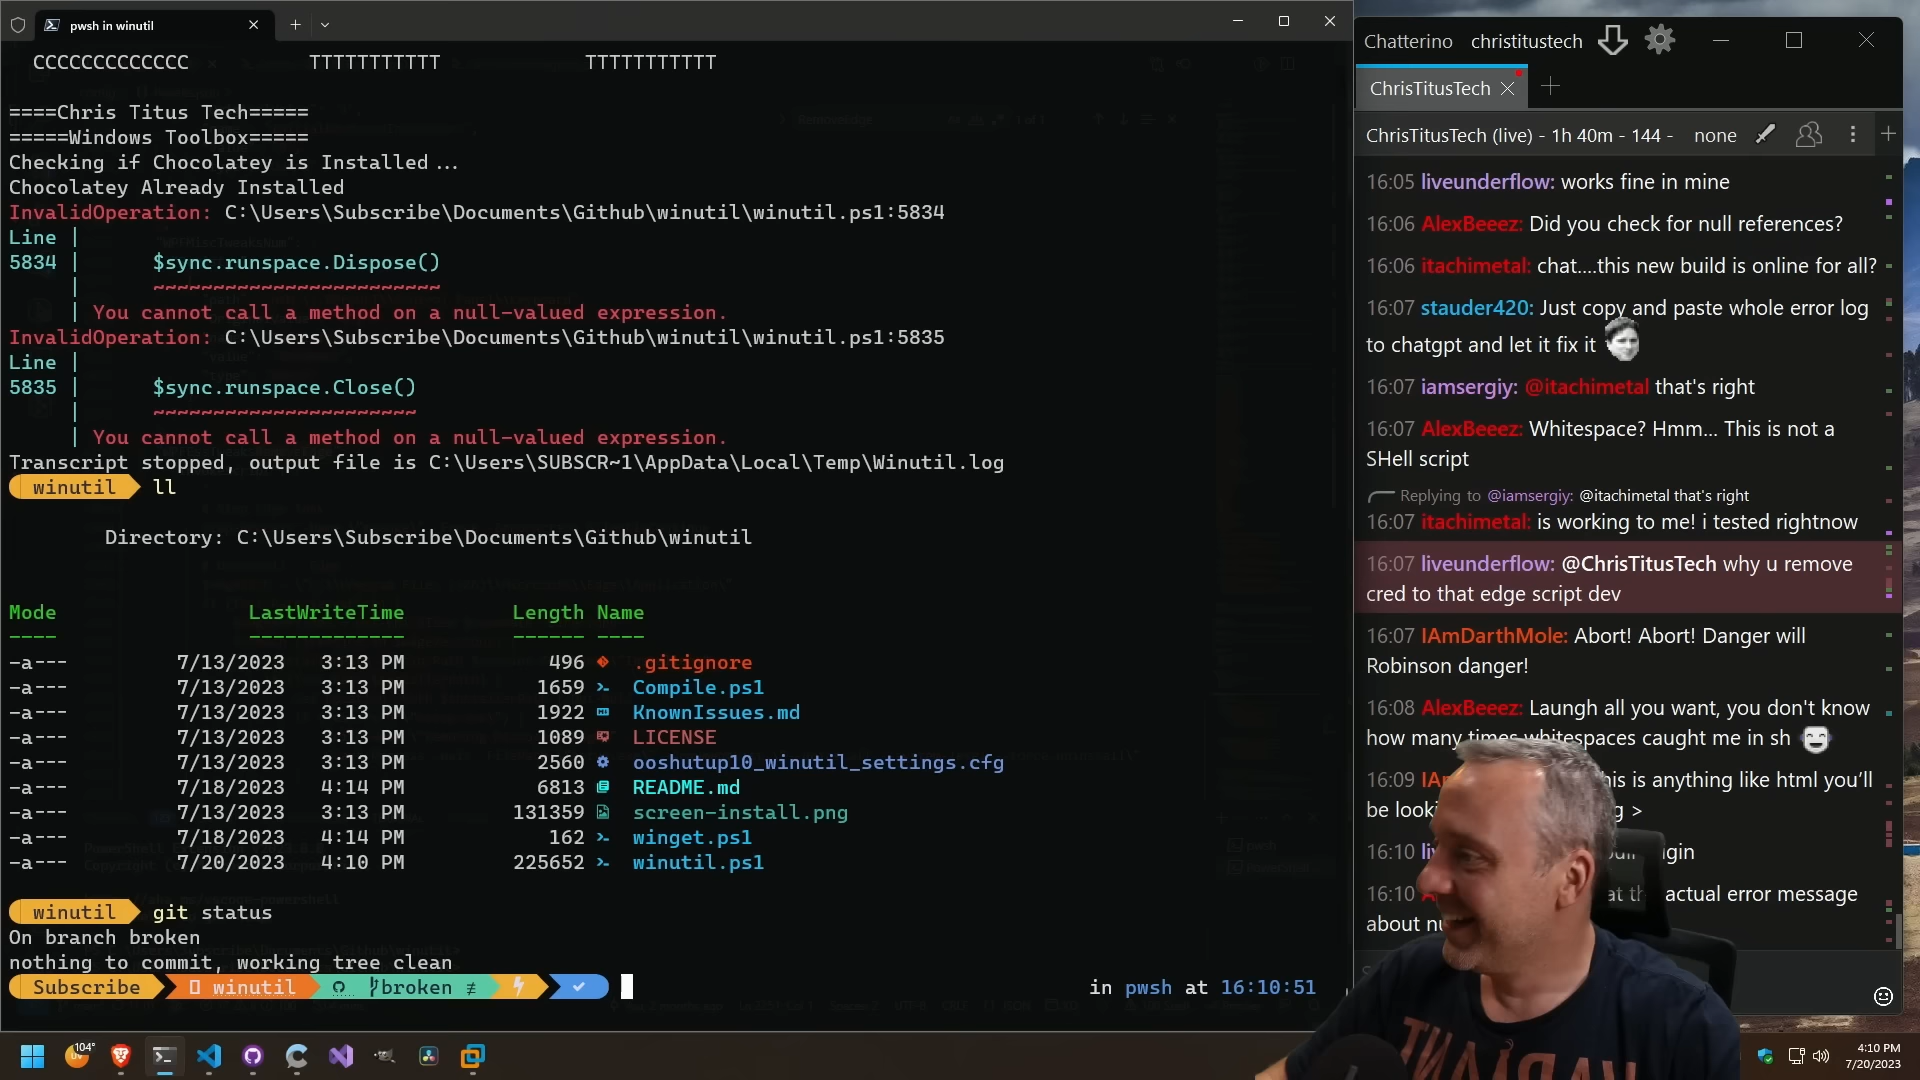 pwsh in winutil
CCCCCCCCCCCCC TTTTTTTTTTT TTTTTTTTTTT
====Chris Titus Tech=====
=====Windows Toolbox=====
Checking if Chocolatey is Installed...
Chocolatey Already Installed
InvalidOperation: C:\Users\Subscribe\Documents\Github\winutil\winutil.ps1:5834
Line |
5834 | $sync.runspace.Dispose()
| ~~~~~~~~~~~~~~~~~~~~~~~~
| You cannot call a method on a null-valued expression.
InvalidOperation: C:\Users\Subscribe\Documents\Github\winutil\winutil.ps1:5835
Line |
5835 | $sync.runspace.Close()
| ~~~~~~~~~~~~~~~~~~~~~~
| You cannot call a method on a null-valued expression.
Transcript stopped, output file is C:\Users\SUBSCR~1\AppData\Local\Temp\Winutil.log
winutil ll
Directory: C:\Users\Subscribe\Documents\Github\winutil
Mode LastWriteTime Length Name
---- ------------- ------ ----
-a--- 7/13/2023 3:13 PM 496 .gitignore
-a--- 7/13/2023 3:13 PM 1659 Compile.ps1
-a--- 7/13/2023 3:13 PM 1922 KnownIssues.md
-a--- 7/13/2023 3:13 PM 1089 LICENSE
-a--- 7/13/2023 3:13 PM 2560 ooshutup10_winutil_settings.cfg
-a--- 7/18/2023 4:14 PM 6813 README.md
-a--- 7/13/2023 3:13 PM 131359 screen-install.png
-a--- 7/18/2023 4:14 PM 162 winget.ps1
-a--- 7/20/2023 4:10 PM 225652 winutil.ps1
winutil git status
On branch broken
nothing to commit, working tree clean
Subscribe winutil broken ≢ in pwsh at 16:10:51
Chatterino christitustech
ChrisTitusTech
ChrisTitusTech (live) - 1h 40m - 144 - none
16:05 liveunderflow: works fine in mine
16:06 AlexBeeez: Did you check for null references?
16:06 itachimetal: chat....this new build is online for all?
16:07 stauder420: Just copy and paste whole error log
to chatgpt and let it fix it
16:07 iamsergiy: @itachimetal that's right
16:07 AlexBeeez: Whitespace? Hmm... This is not a
SHell script
Replying to @iamsergiy: @itachimetal that's right
16:07 itachimetal: is working to me! i tested rightnow
16:07 liveunderflow: @ChrisTitusTech why u remove
cred to that edge script dev
16:07 IAmDarthMole: Abort! Abort! Danger will
Robinson danger!
16:08 AlexBeeez: Laungh all you want, you don't know
how many times whitespaces caught me in sh
16:09 this is anything like html you'll
be >
16:10
16:10 actual error message
about
104°
4:10 PM
7/20/2023